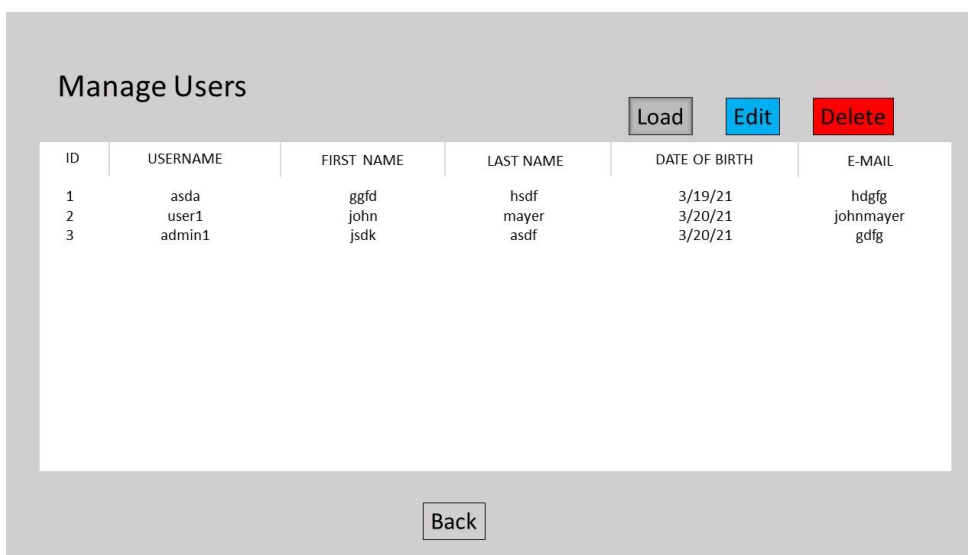 Manage Users
Load Edit Delete
ID USERNAME FIRST NAME LAST NAME DATE OF BIRTH E-MAIL
1 asda ggfd hsdf 3/19/21 hdgfg
2 user1 john mayer 3/20/21 johnmayer
3 admin1 jsdk asdf 3/20/21 gdfg
Back